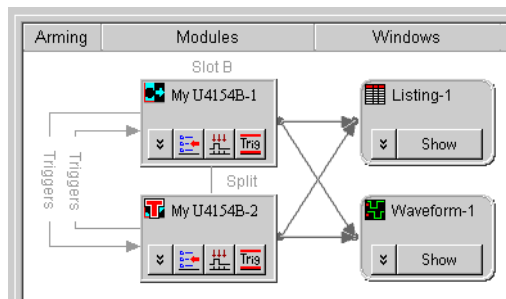 Arming Modules Windows
Slot B
My U4154B-1 Listing-1
Trig Show
Triggers Triggers
Split
My U4154B-2 Waveform-1
Trig Show